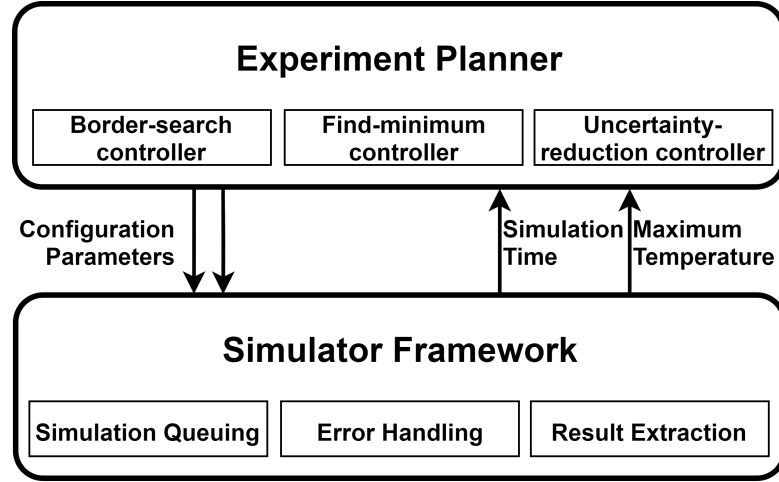 Experiment Planner
Border-search
controller
Find-minimum
controller
Uncertainty-
reduction controller
Configuration
Parameters
Simulation
Time
Maximum
Temperature
Simulator Framework
Simulation Queuing
Error Handling
Result Extraction